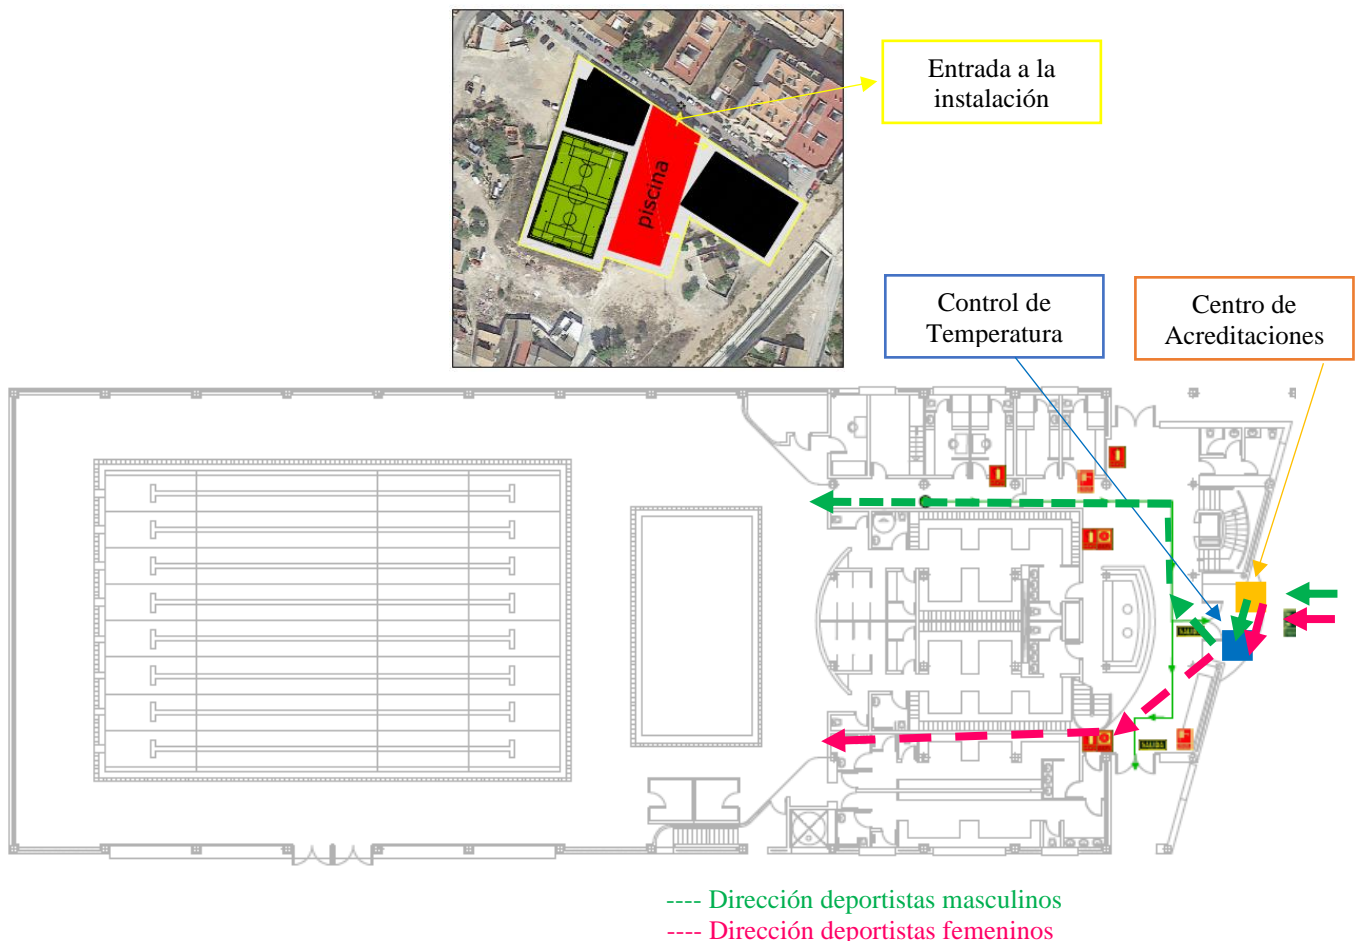 Entrada a la
instalación
piscina
Control de
Temperatura
Centro de
Acreditaciones
---- Dirección deportistas masculinos
---- Dirección deportistas femeninos